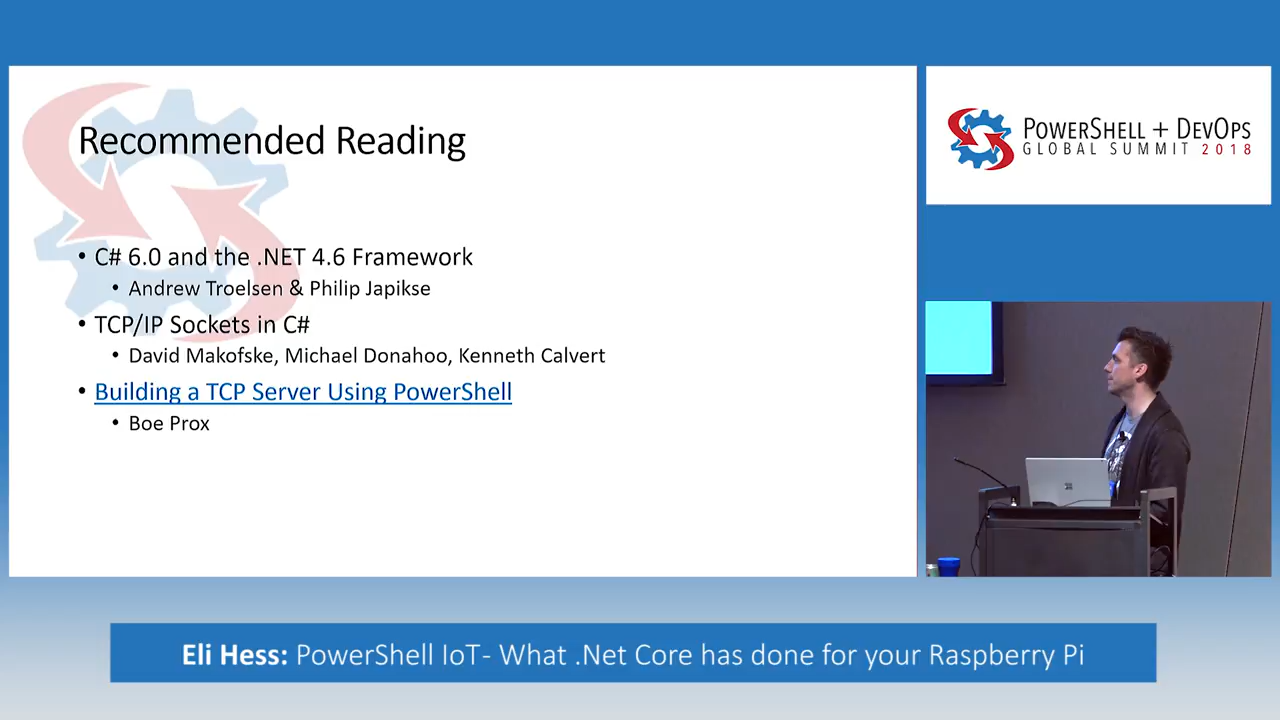 Recommended Reading
• C# 6.0 and the .NET 4.6 Framework
• Andrew Troelsen & Philip Japikse
• TCP/IP Sockets in C#
• David Makofske, Michael Donahoo, Kenneth Calvert
• Building a TCP Server Using PowerShell
• Boe Prox
POWERSHELL + DEVOPS
GLOBAL SUMMIT 2018
Eli Hess: PowerShell IoT- What .Net Core has done for your Raspberry Pi